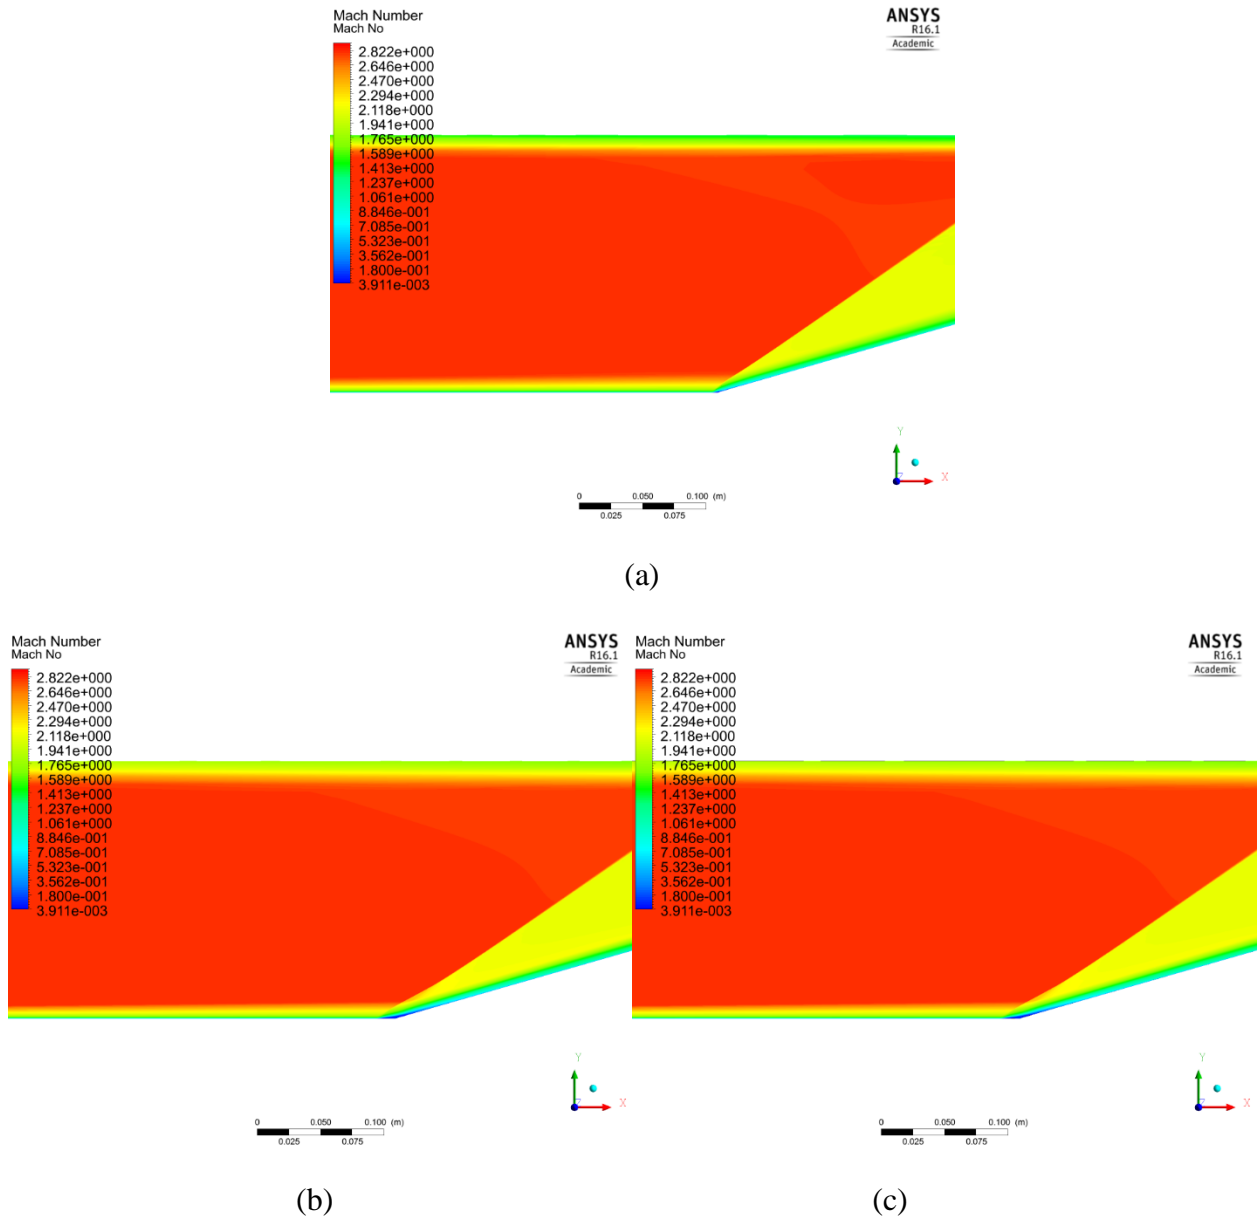 Mach Number
Mach No
2.822e+000
2.646e+000
2.470e+000
2.294e+000
2.118e+000
1.941e+000
1.765e+000
1.589e+000
1.413e+000
1.237e+000
1.061e+000
8.846e-001
7.085e-001
5.323e-001
3.562e-001
1.800e-001
3.911e-003
ANSYS
R16.1
Academic
Y
Z
X
0 0.050 0.100 (m)
0.025 0.075
(a)
Mach Number
Mach No
2.822e+000
2.646e+000
2.470e+000
2.294e+000
2.118e+000
1.941e+000
1.765e+000
1.589e+000
1.413e+000
1.237e+000
1.061e+000
8.846e-001
7.085e-001
5.323e-001
3.562e-001
1.800e-001
3.911e-003
ANSYS
R16.1
Academic
Y
Z
X
0 0.050 0.100 (m)
0.025 0.075
(b)
Mach Number
Mach No
2.822e+000
2.646e+000
2.470e+000
2.294e+000
2.118e+000
1.941e+000
1.765e+000
1.589e+000
1.413e+000
1.237e+000
1.061e+000
8.846e-001
7.085e-001
5.323e-001
3.562e-001
1.800e-001
3.911e-003
ANSYS
R16.1
Academic
Y
Z
X
0 0.050 0.100 (m)
0.025 0.075
(c)